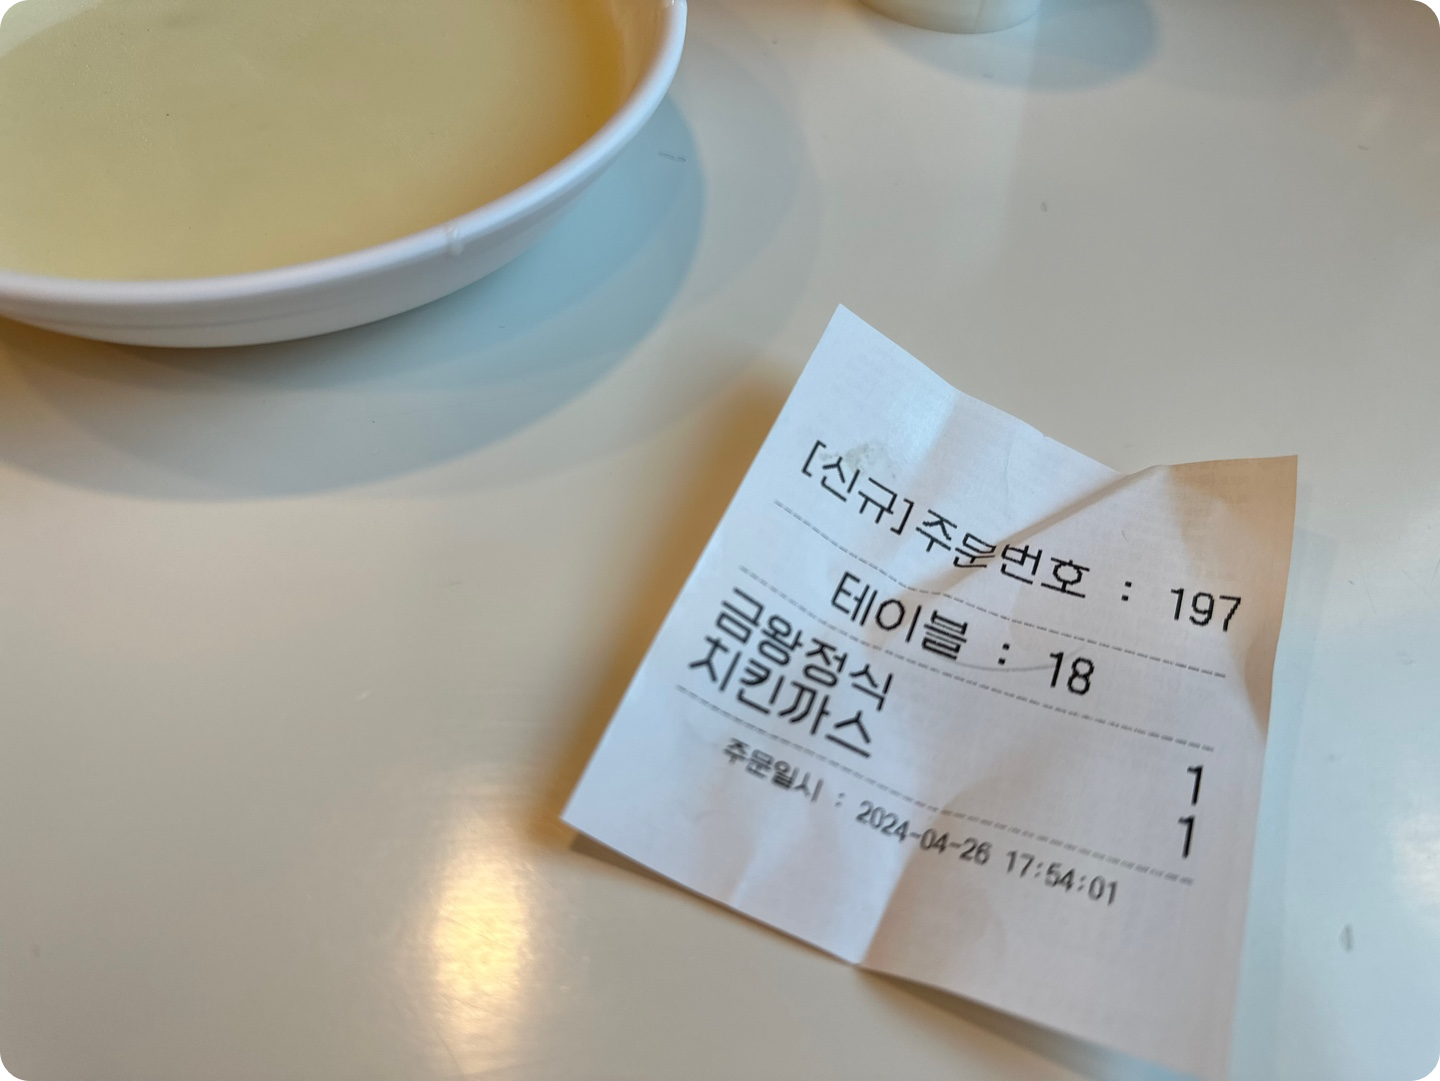 [신규]주문번호 : 197
테이블 : 18
금왕정식 1
치킨까스 1
주문일시 : 2024-04-26 17:54:01